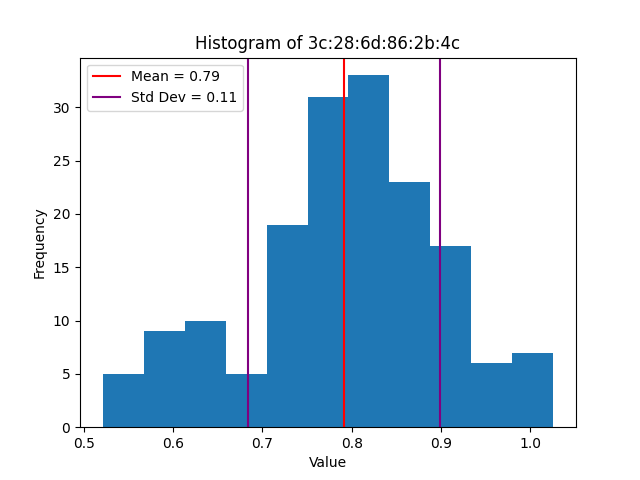 Histogram of 3c:28:6d:86:2b:4c
Mean = 0.79
Std Dev = 0.11
Frequency
30
25
20
15
10
5
0
0.5 0.6 0.7 0.8 0.9 1.0
Value